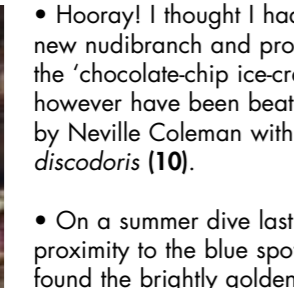 • Hooray! I thought I had
new nudibranch and pro
the ‘chocolate-chip ice-cre
however have been beat
by Neville Coleman with
discodoris (10).
• On a summer dive last
proximity to the blue spot
found the brightly golden